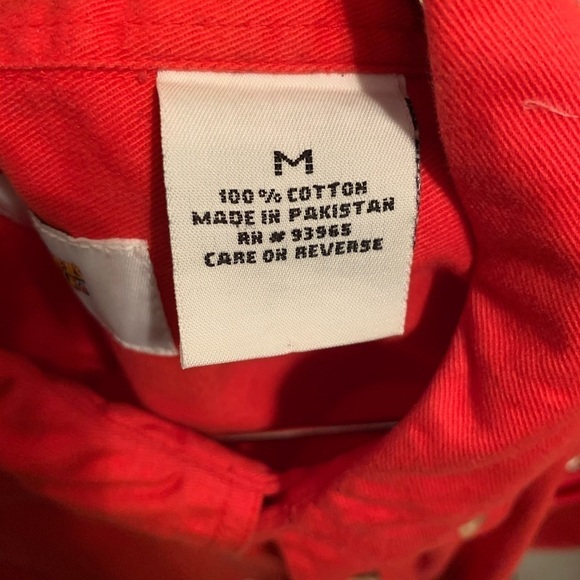 M
100% COTTON
MADE IN PAKISTAN
RN # 93965
CARE ON REVERSE